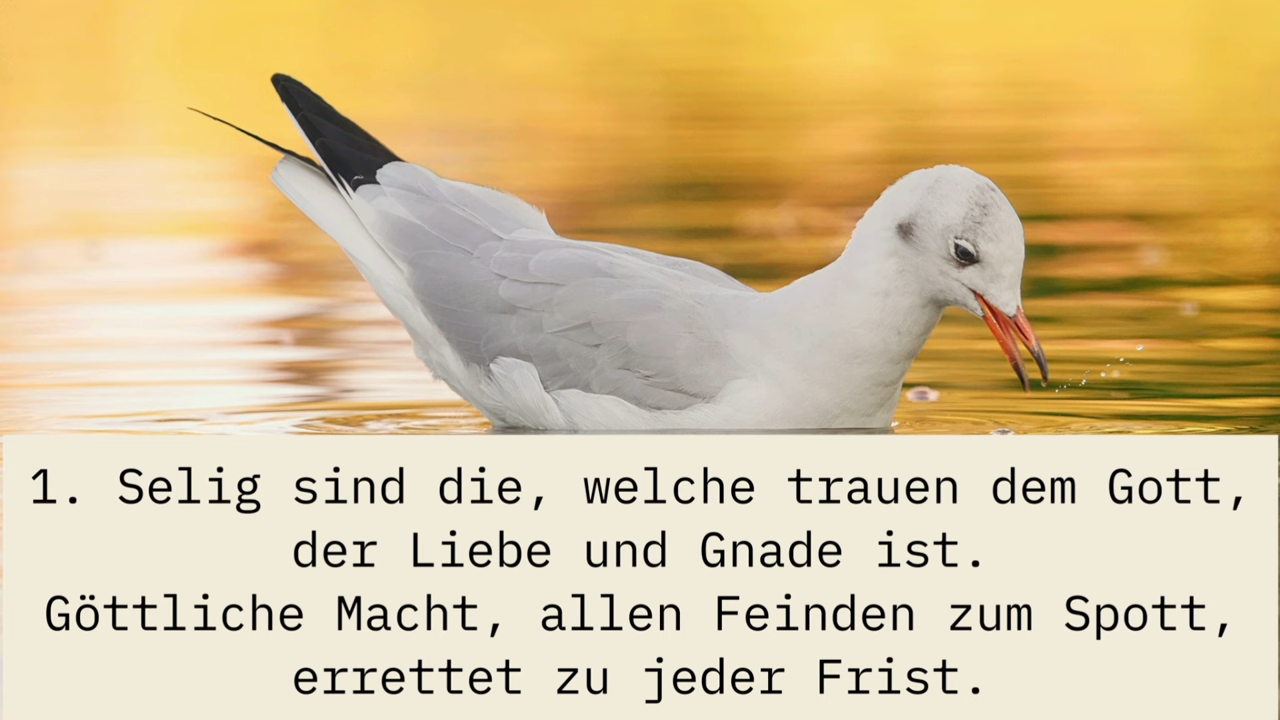 1. Selig sind die, welche trauen dem Gott,
der Liebe und Gnade ist.
Göttliche Macht, allen Feinden zum Spott,
errettet zu jeder Frist.